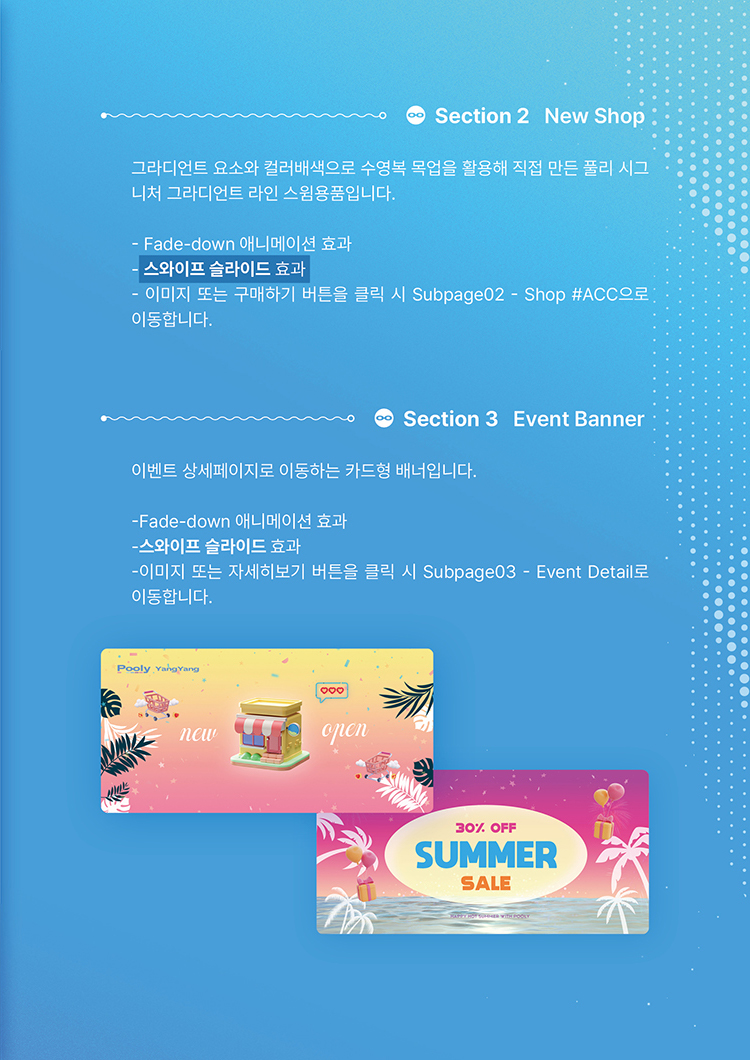 Section 2 New Shop
그라디언트 요소와 컬러배색으로 수영복 목업을 활용해 직접 만든 풀리 시그
니처 그라디언트 라인 스윔용품입니다.
- Fade-down 애니메이션 효과
- 스와이프 슬라이드 효과
- 이미지 또는 구매하기 버튼을 클릭 시 Subpage02 - Shop #ACC으로
이동합니다.
Section 3 Event Banner
이벤트 상세페이지로 이동하는 카드형 배너입니다.
-Fade-down 애니메이션 효과
-스와이프 슬라이드 효과
-이미지 또는 자세히보기 버튼을 클릭 시 Subpage03 - Event Detail로
이동합니다.
Pooly YangYang
new open
30% OFF
SUMMER
SALE
HAPPY HOT SUMMER WITH POOLY